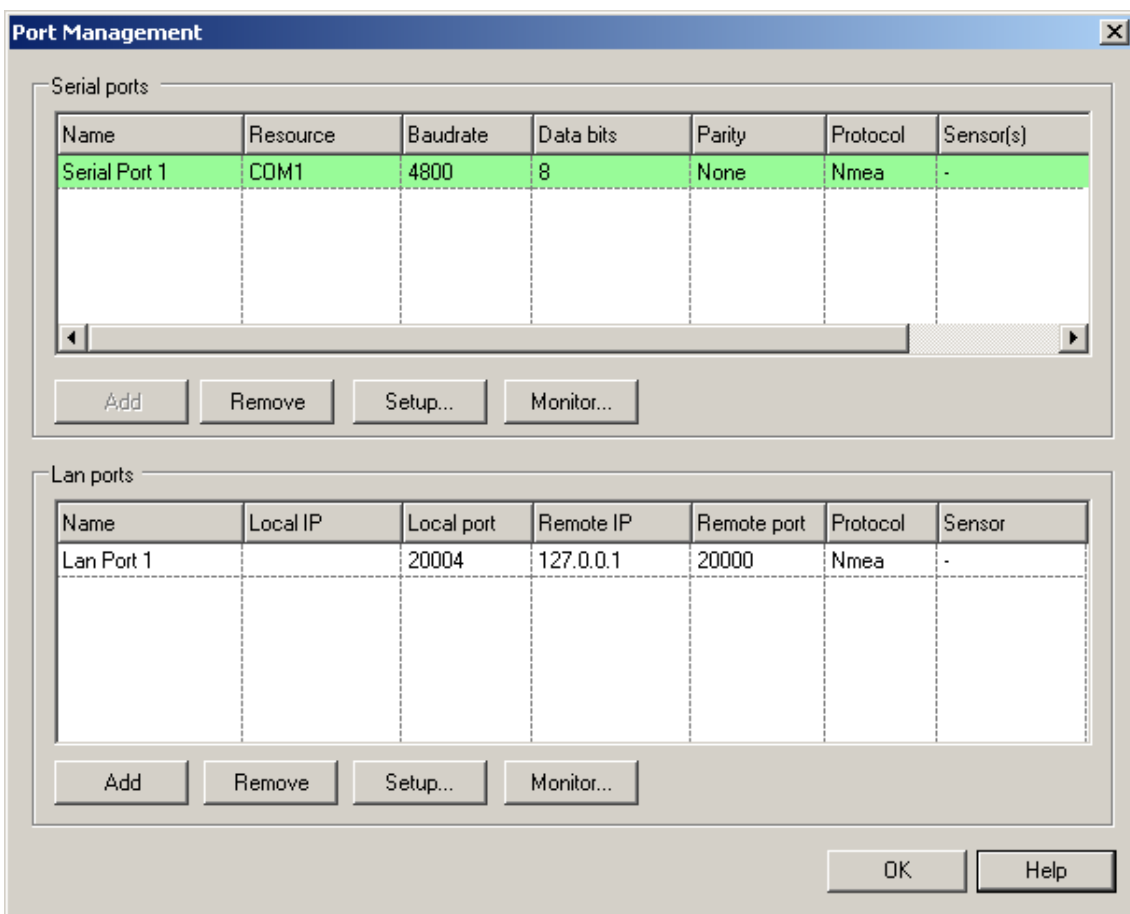 Port Management
Serial ports
Name Resource Baudrate Data bits Parity Protocol Sensor(s)
Serial Port 1 COM1 4800 8 None Nmea -
Add Remove Setup... Monitor...
Lan ports
Name Local IP Local port Remote IP Remote port Protocol Sensor
Lan Port 1 20004 127.0.0.1 20000 Nmea -
Add Remove Setup... Monitor...
OK Help